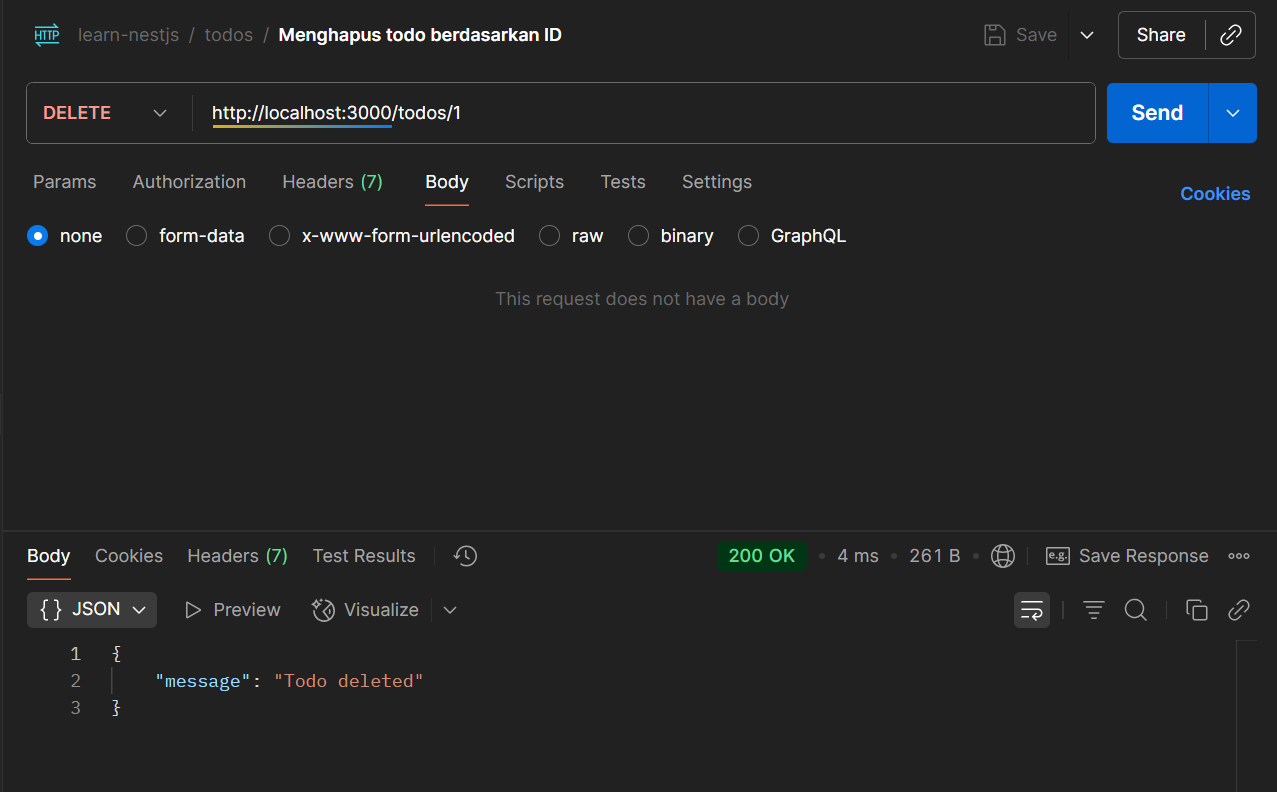 HTTP learn-nestjs / todos / Menghapus todo berdasarkan ID Save Share
DELETE http://localhost:3000/todos/1 Send
Params Authorization Headers (7) Body Scripts Tests Settings Cookies
none form-data x-www-form-urlencoded raw binary GraphQL
This request does not have a body
Body Cookies Headers (7) Test Results 200 OK • 4 ms • 261 B • e.g. Save Response
{} JSON Preview Visualize
1 {
2 "message": "Todo deleted"
3 }